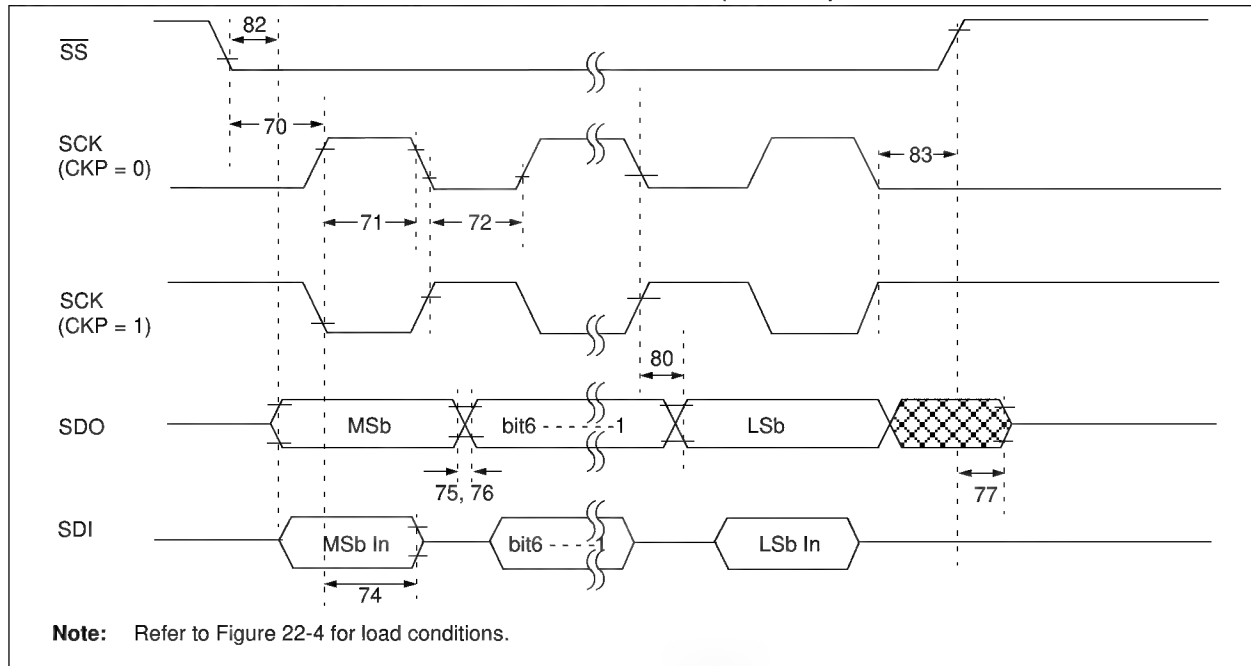 82
SS
70
SCK
(CKP = 0)
83
71
72
SCK
(CKP = 1)
80
SDO
MSb
bit6 - - - - - -1
LSb
75, 76
77
SDI
MSb In
bit6 - - - -1
LSb In
74
Note: Refer to Figure 22-4 for load conditions.